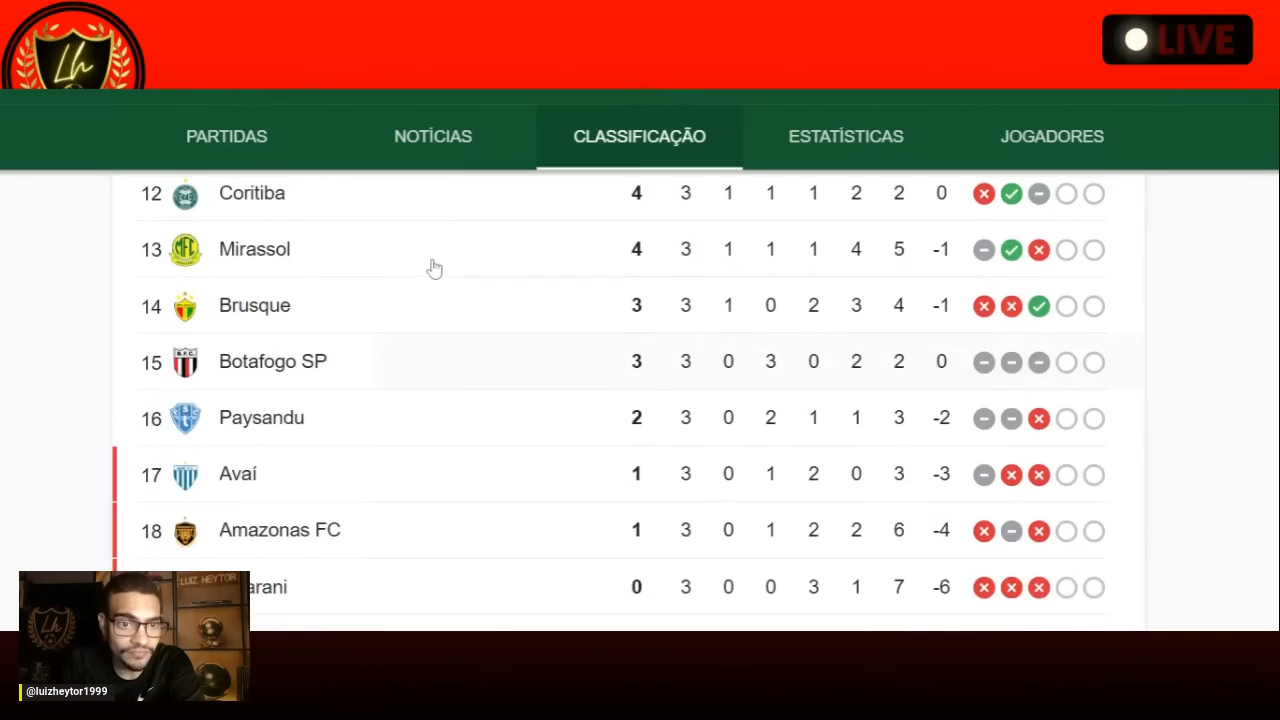 Lh
LIVE
PARTIDAS NOTÍCIAS CLASSIFICAÇÃO ESTATÍSTICAS JOGADORES
12 Coritiba 4 3 1 1 1 2 2 0
13 MFC Mirassol 4 3 1 1 1 4 5 -1
14 Brusque 3 3 1 0 2 3 4 -1
15 B.F.C. Botafogo SP 3 3 0 3 0 2 2 0
16 Paysandu 2 3 0 2 1 1 3 -2
17 Avaí 1 3 0 1 2 0 3 -3
18 Amazonas FC 1 3 0 1 2 2 6 -4
arani 0 3 0 0 3 1 7 -6
LUIZ HEYTOR
Lh
@luizheytor1999